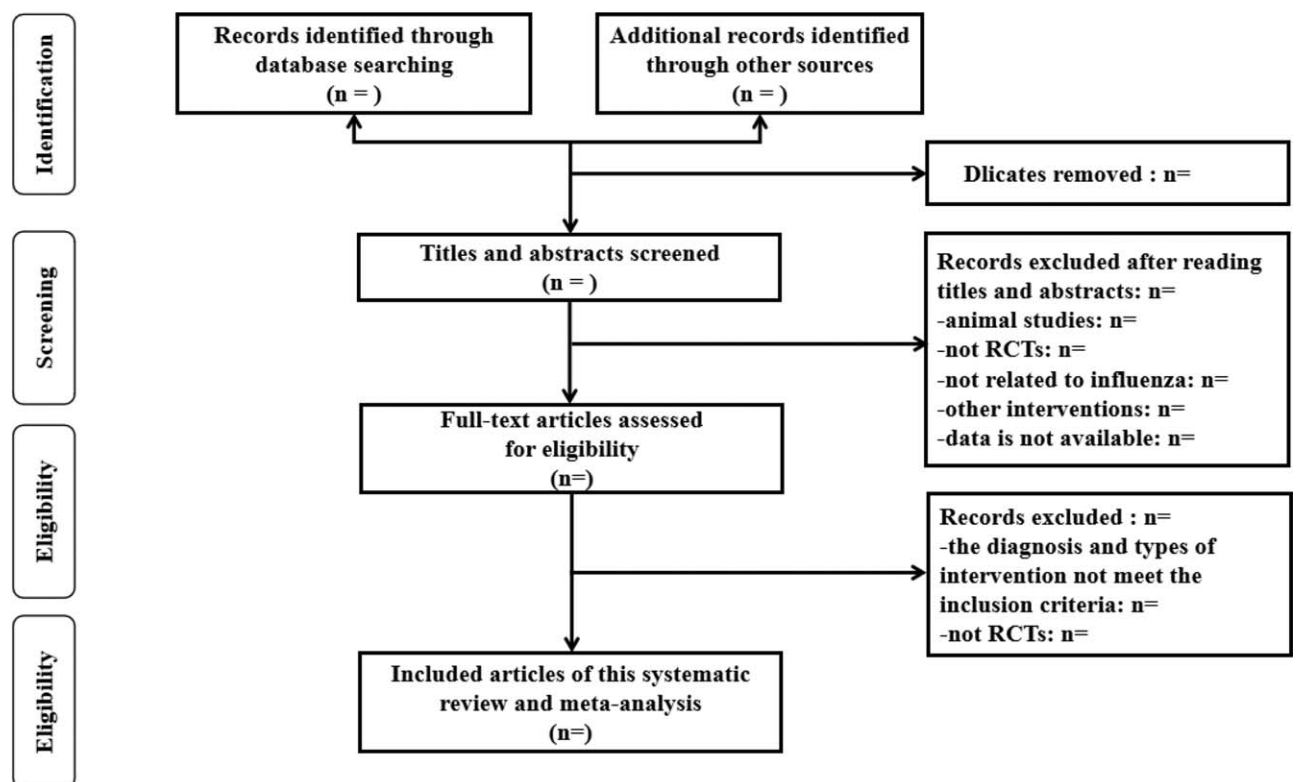 Identification
Records identified through
database searching
(n = )
Additional records identified
through other sources
(n = )
Dlicates removed : n=
Screening
Titles and abstracts screened
(n = )
Records excluded after reading
titles and abstracts: n=
-animal studies: n=
-not RCTs: n=
-not related to influenza: n=
-other interventions: n=
-data is not available: n=
Eligibility
Full-text articles assessed
for eligibility
(n=)
Records excluded : n=
-the diagnosis and types of
intervention not meet the
inclusion criteria: n=
-not RCTs: n=
Eligibility
Included articles of this systematic
review and meta-analysis
(n=)